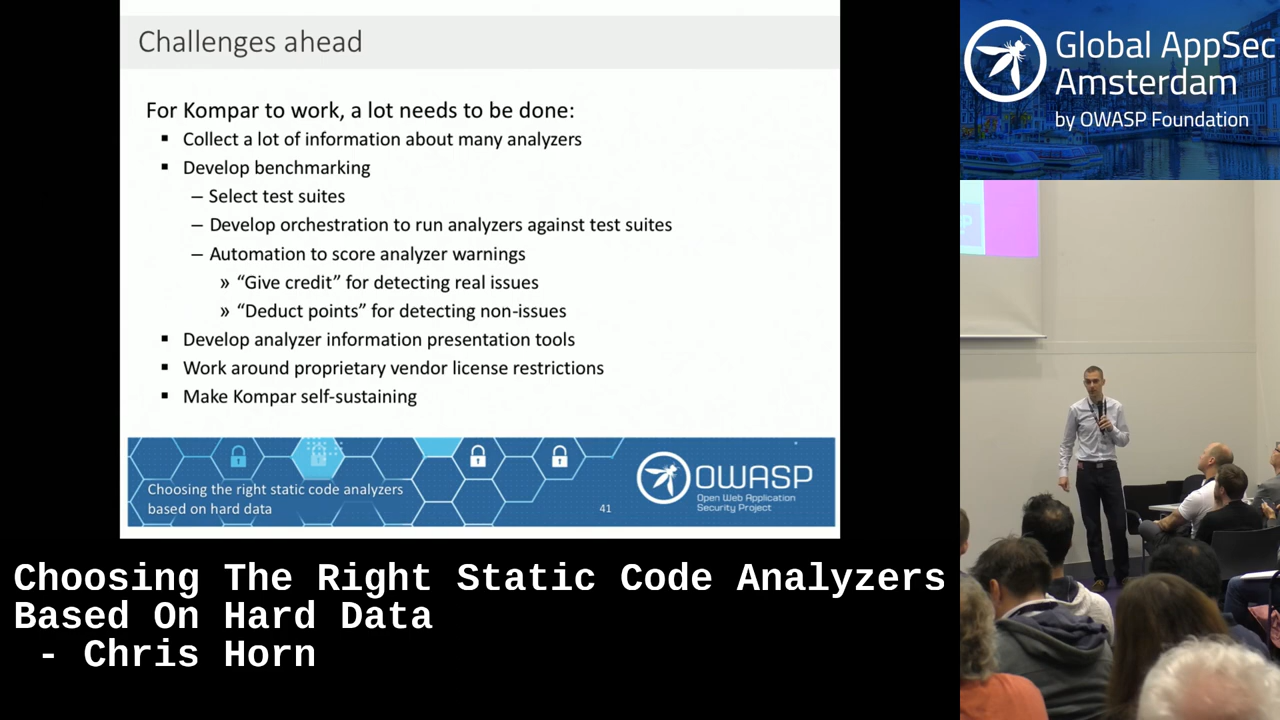 Challenges ahead
For Kompar to work, a lot needs to be done:
▪ Collect a lot of information about many analyzers
▪ Develop benchmarking
– Select test suites
– Develop orchestration to run analyzers against test suites
– Automation to score analyzer warnings
» “Give credit” for detecting real issues
» “Deduct points” for detecting non-issues
▪ Develop analyzer information presentation tools
▪ Work around proprietary vendor license restrictions
▪ Make Kompar self-sustaining
Choosing the right static code analyzers
based on hard data
41
OWASP
Open Web Application
Security Project
Global AppSec
Amsterdam
by OWASP Foundation
Choosing The Right Static Code Analyzers
Based On Hard Data
- Chris Horn